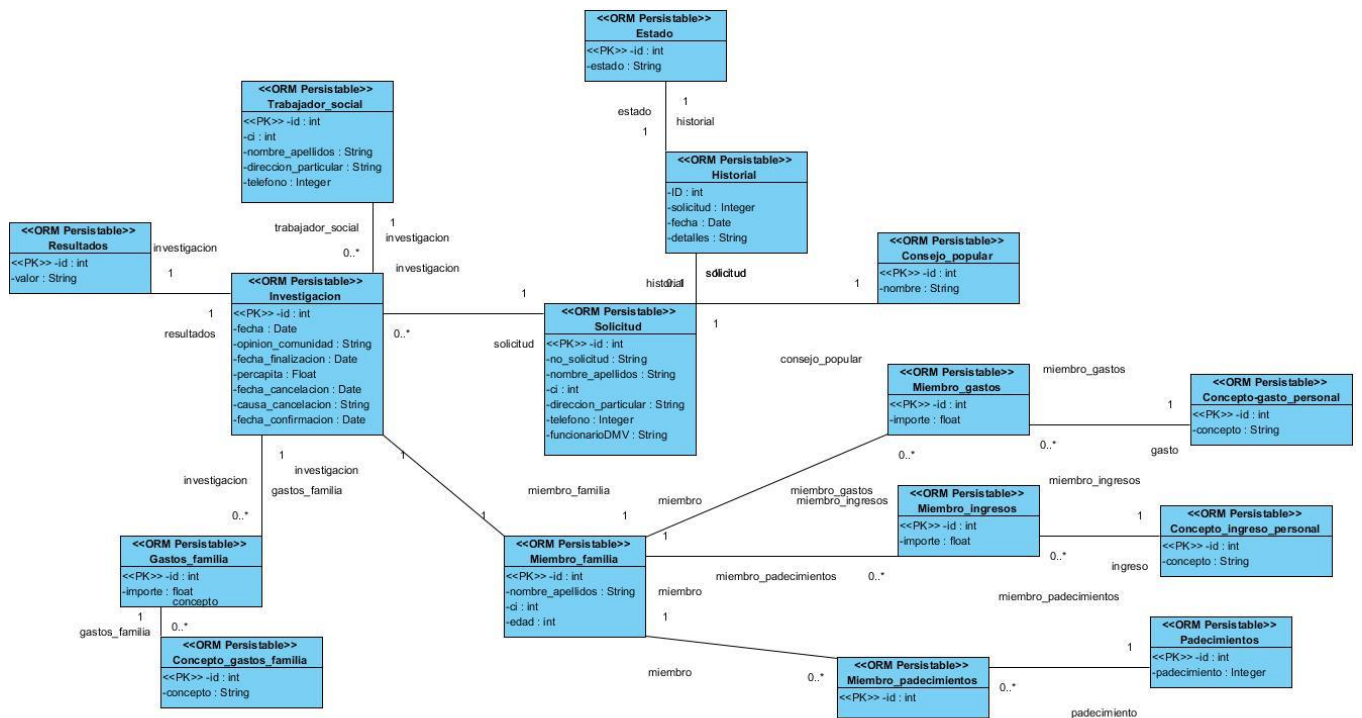 <<ORM Persistable>>
Estado
<<PK>> -id : int
-estado : String
1
estado
historial
1
<<ORM Persistable>>
Trabajador_social
<<PK>> -id : int
-ci : int
-nombre_apellidos : String
-direccion_particular : String
-telefono : Integer
<<ORM Persistable>>
Historial
-ID : int
-solicitud : Integer
-fecha : Date
-detalles : String
<<ORM Persistable>>
Resultados
<<PK>> -id : int
-valor : String
investigacion
1
1
resultados
trabajador_social
1
investigacion
0..*
investigacion
<<ORM Persistable>>
Consejo_popular
<<PK>> -id : int
-nombre : String
solicitud
historial
1
1
consejo_popular
<<ORM Persistable>>
Investigacion
<<PK>> -id : int
-fecha : Date
-opinion_comunidad : String
-fecha_finalizacion : Date
-percapita : Float
-fecha_cancelacion : Date
-causa_cancelacion : String
-fecha_confirmacion : Date
0..*
1
solicitud
<<ORM Persistable>>
Solicitud
<<PK>> -id : int
-no_solicitud : String
-nombre_apellidos : String
-ci : int
-direccion_particular : String
-telefono : Integer
-funcionarioDMV : String
<<ORM Persistable>>
Miembro_gastos
<<PK>> -id : int
-importe : float
miembro_gastos
1
0..*
gasto
<<ORM Persistable>>
Concepto-gasto_personal
<<PK>> -id : int
-concepto : String
1
investigacion
investigacion
gastos_familia
0..*
1
miembro_familia
1
1
miembro
1
0..*
miembro_gastos
miembro_ingresos
<<ORM Persistable>>
Miembro_ingresos
<<PK>> -id : int
-importe : float
miembro_ingresos
1
0..*
ingreso
<<ORM Persistable>>
Concepto_ingreso_personal
<<PK>> -id : int
-concepto : String
<<ORM Persistable>>
Gastos_familia
<<PK>> -id : int
-importe : float
concepto
1
gastos_familia
0..*
<<ORM Persistable>>
Concepto_gastos_familia
<<PK>> -id : int
-concepto : String
<<ORM Persistable>>
Miembro_familia
<<PK>> -id : int
-nombre_apellidos : String
-ci : int
-edad : int
miembro_padecimientos
0..*
miembro
1
miembro
0..*
miembro_padecimientos
<<ORM Persistable>>
Miembro_padecimientos
<<PK>> -id : int
1
0..*
padecimiento
<<ORM Persistable>>
Padecimientos
<<PK>> -id : int
-padecimiento : Integer